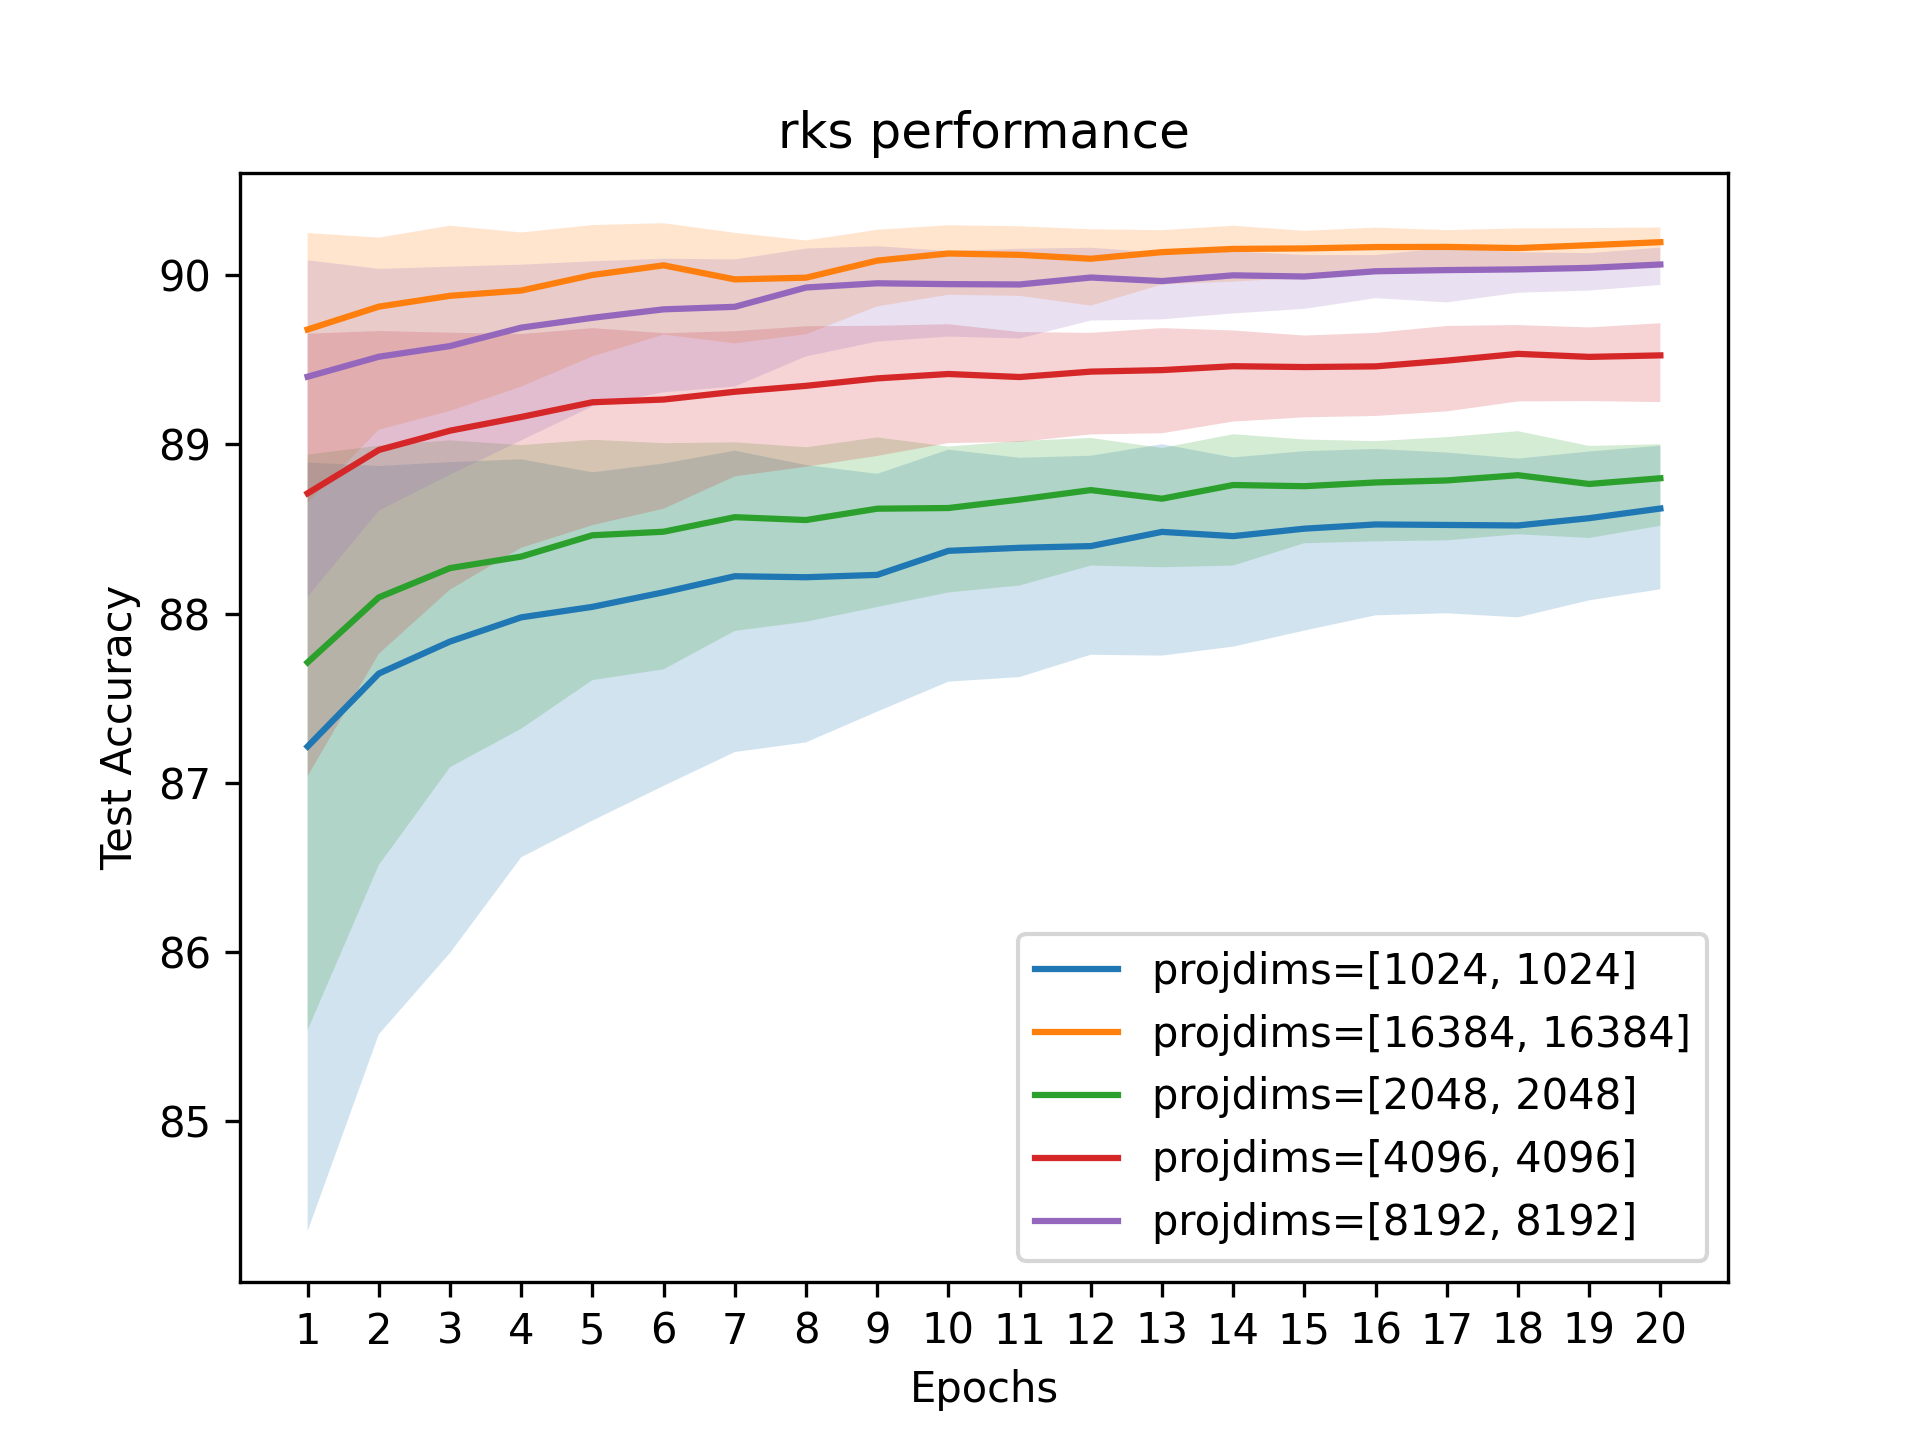 rks performance
Test Accuracy
90
89
88
87
86
85
projdims=[1024, 1024]
projdims=[16384, 16384]
projdims=[2048, 2048]
projdims=[4096, 4096]
projdims=[8192, 8192]
1 2 3 4 5 6 7 8 9 10 11 12 13 14 15 16 17 18 19 20
Epochs